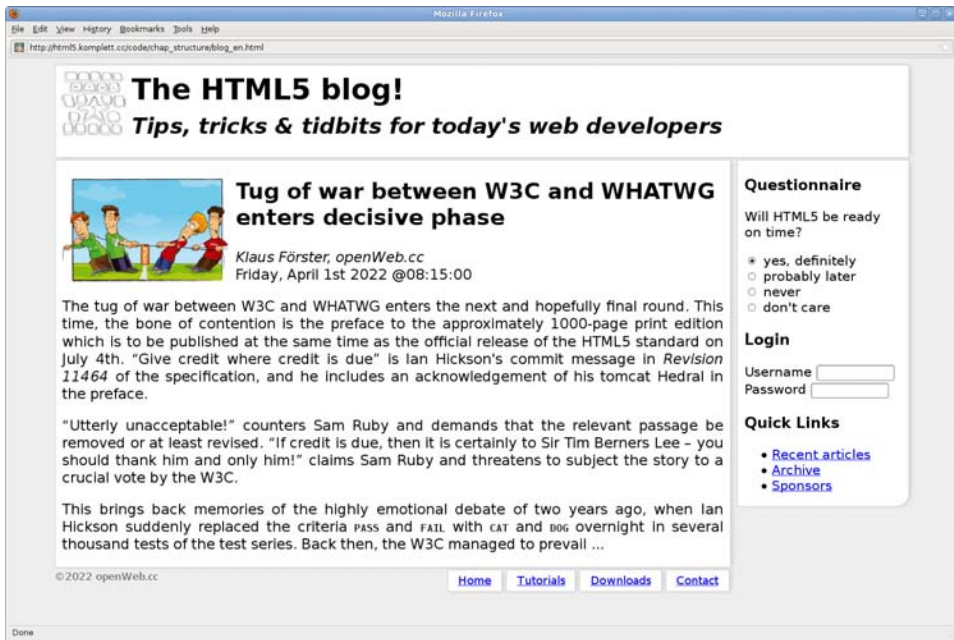 Mozilla Firefox
File Edit View History Bookmarks Tools Help
http://html5.komplett.cc/code/chap_structure/blog_en.html
The HTML5 blog!
Tips, tricks & tidbits for today's web developers
Tug of war between W3C and WHATWG
enters decisive phase
Klaus Förster, openWeb.cc
Friday, April 1st 2022 @08:15:00
The tug of war between W3C and WHATWG enters the next and hopefully final round. This
time, the bone of contention is the preface to the approximately 1000-page print edition
which is to be published at the same time as the official release of the HTML5 standard on
July 4th. “Give credit where credit is due” is Ian Hickson's commit message in Revision
11464 of the specification, and he includes an acknowledgement of his tomcat Hedral in
the preface.
“Utterly unacceptable!” counters Sam Ruby and demands that the relevant passage be
removed or at least revised. “If credit is due, then it is certainly to Sir Tim Berners Lee – you
should thank him and only him!” claims Sam Ruby and threatens to subject the story to a
crucial vote by the W3C.
This brings back memories of the highly emotional debate of two years ago, when Ian
Hickson suddenly replaced the criteria PASS and FAIL with CAT and DOG overnight in several
thousand tests of the test series. Back then, the W3C managed to prevail ...
Questionnaire
Will HTML5 be ready
on time?
yes, definitely
probably later
never
don't care
Login
Username
Password
Quick Links
• Recent articles
• Archive
• Sponsors
©2022 openWeb.cc
Home Tutorials Downloads Contact
Done